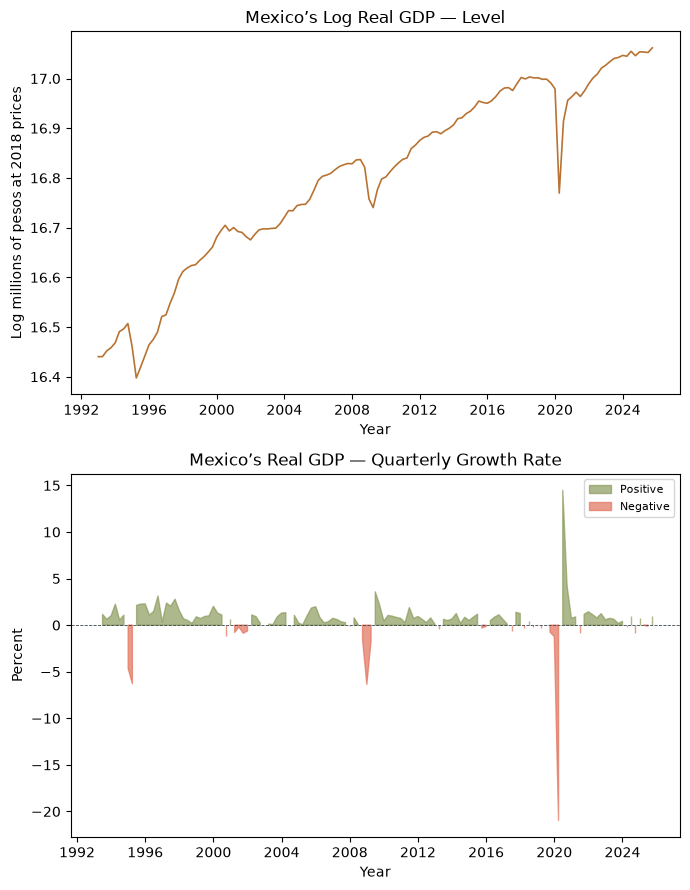 Mexico’s Log Real GDP — Level
Log millions of pesos at 2018 prices
17.0
16.9
16.8
16.7
16.6
16.5
16.4
1992 1996 2000 2004 2008 2012 2016 2020 2024
Year
Mexico’s Real GDP — Quarterly Growth Rate
Percent
15
10
5
0
−5
−10
−15
−20
Positive
Negative
1992 1996 2000 2004 2008 2012 2016 2020 2024
Year